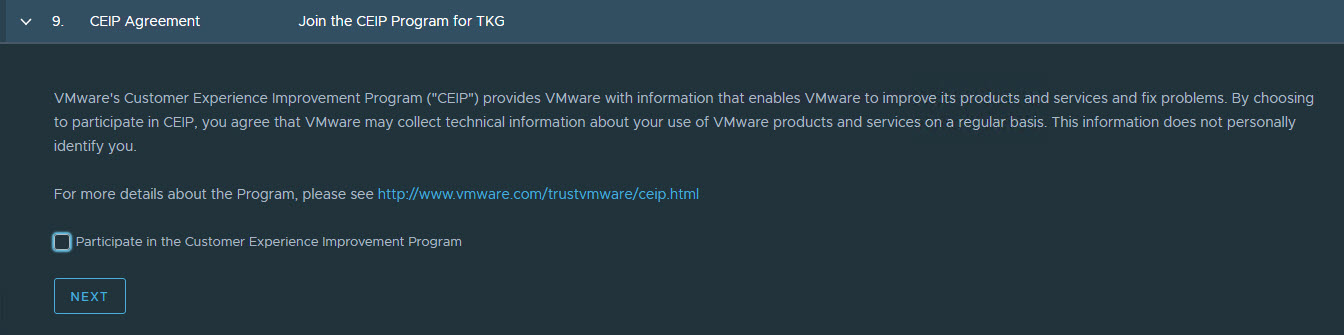 9. CEIP Agreement Join the CEIP Program for TKG
VMware's Customer Experience Improvement Program ("CEIP") provides VMware with information that enables VMware to improve its products and services and fix problems. By choosing
to participate in CEIP, you agree that VMware may collect technical information about your use of VMware products and services on a regular basis. This information does not personally
identify you.
For more details about the Program, please see http://www.vmware.com/trustvmware/ceip.html
Participate in the Customer Experience Improvement Program
NEXT